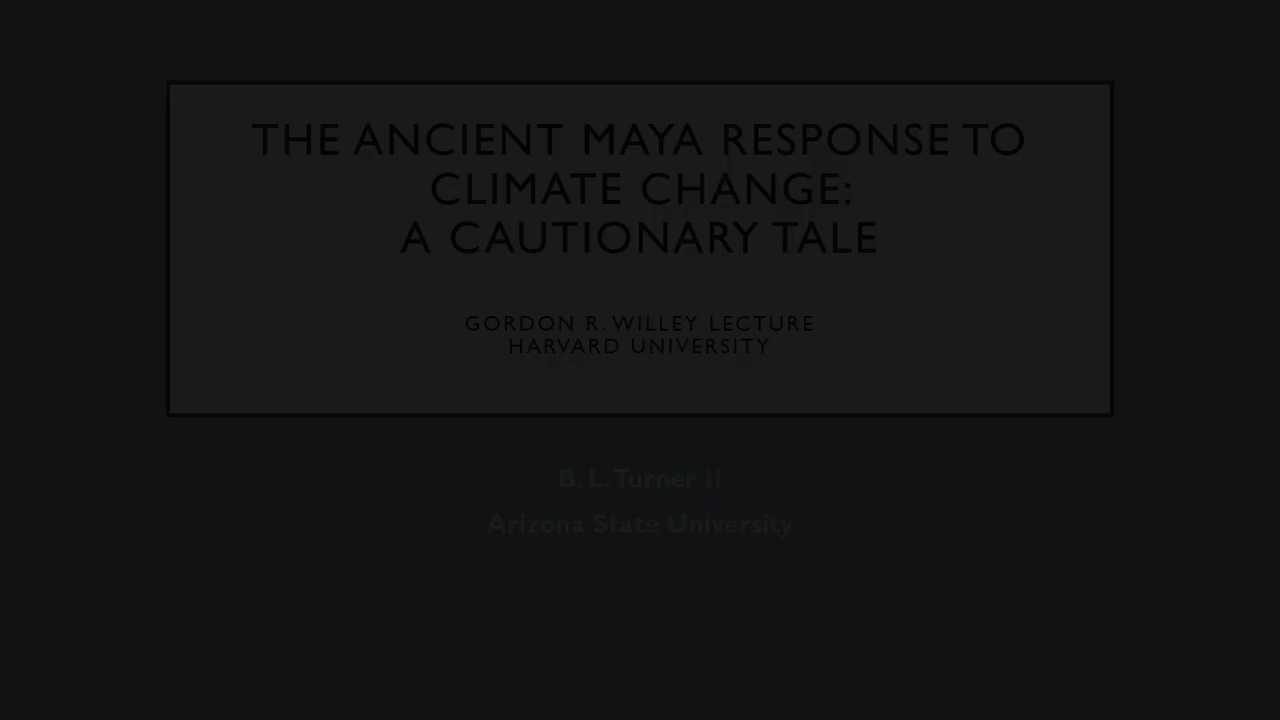 THE ANCIENT MAYA RESPONSE TO
CLIMATE CHANGE:
A CAUTIONARY TALE
GORDON R. WILLEY LECTURE
HARVARD UNIVERSITY
B. L. Turner II
Arizona State University